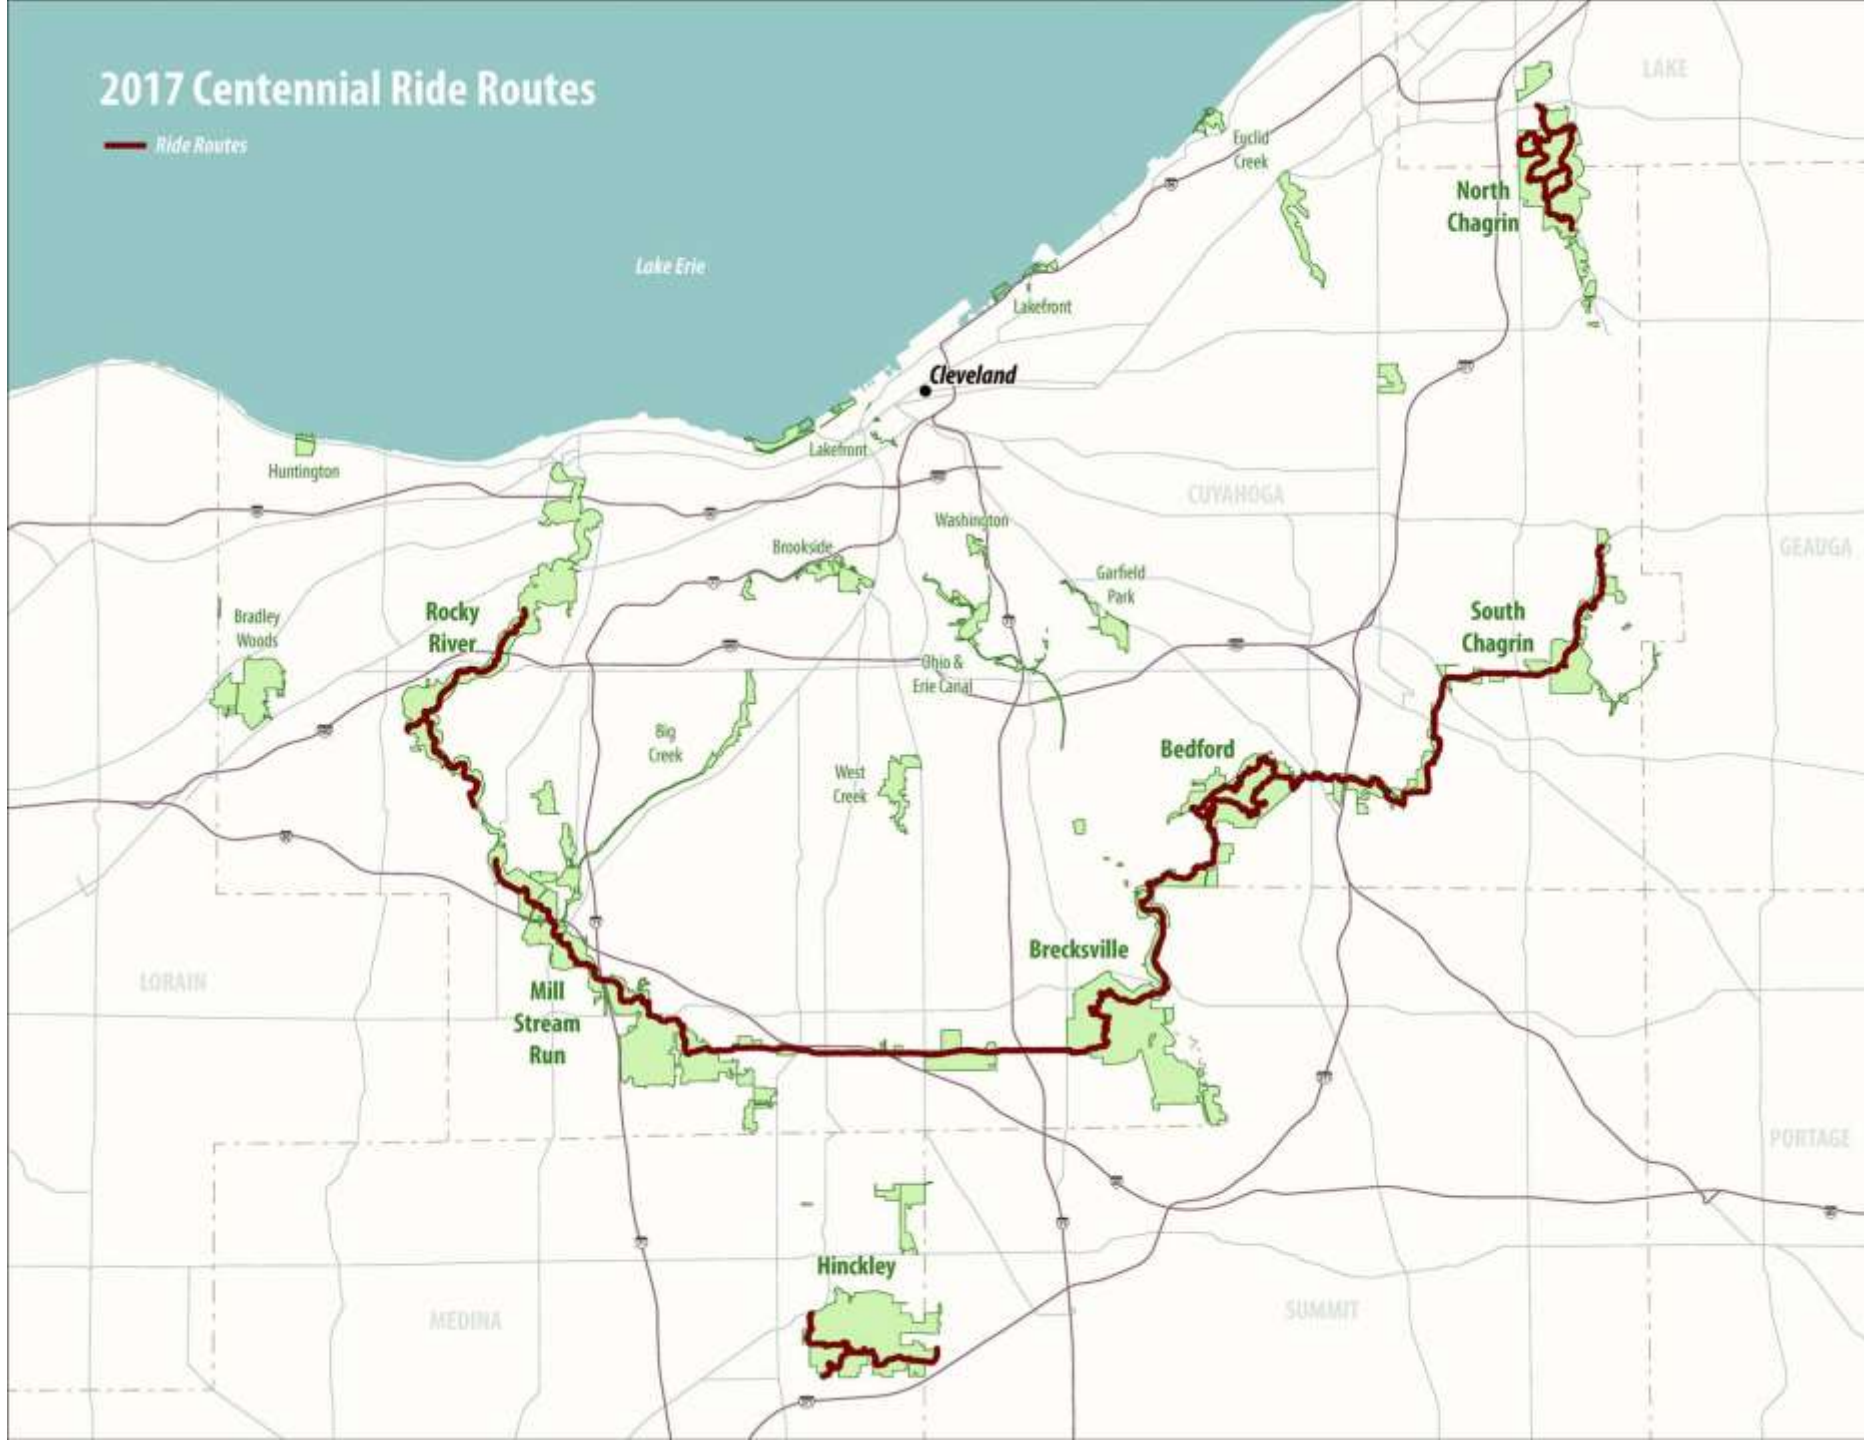 2017 Centennial Ride Routes
Ride Routes
LAKE
Euclid
Creek
North
Chagrin
Lake Erie
Lakefront
Cleveland
Lakefront
Huntington
CUYAHOGA
Washington
Brookside
GEAUGA
Garfield
Park
Rocky
River
Bradley
Woods
South
Chagrin
Ohio &
Erie Canal
Big
Creek
Bedford
West
Creek
Brecksville
LORAIN
Mill
Stream
Run
PORTAGE
Hinckley
MEDINA
SUMMIT